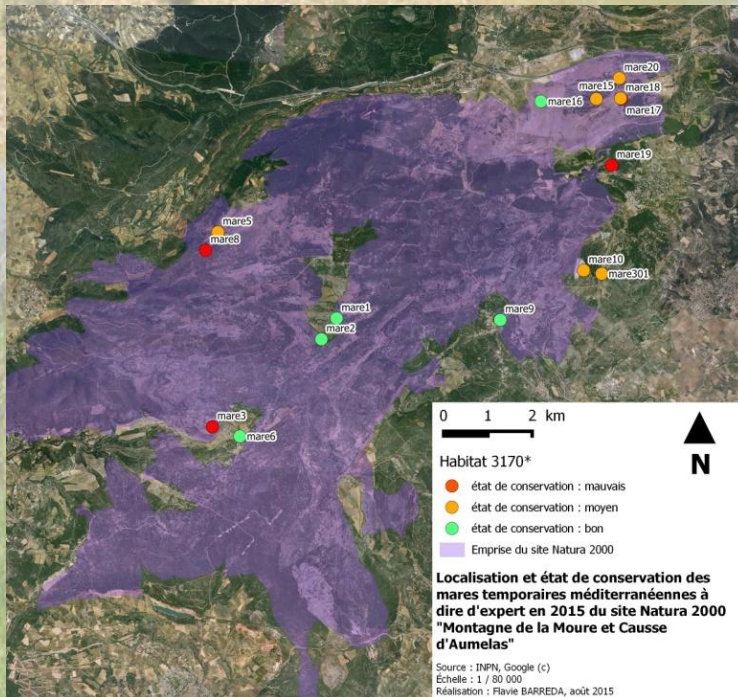 mare20
mare15
mare18
mare16
mare17
mare19
mare5
mare8
mare10
mare301
mare1
mare9
mare2
mare3
mare6
0 1 2 km
N
Habitat 3170*
état de conservation : mauvais
état de conservation : moyen
état de conservation : bon
Emprise du site Natura 2000
Localisation et état de conservation des
mares temporaires méditerranéennes à
dire d'expert en 2015 du site Natura 2000
"Montagne de la Moure et Causse
d'Aumelas"
Source : INPN, Google (c)
Échelle : 1 / 80 000
Réalisation : Flavie BARREDA, août 2015